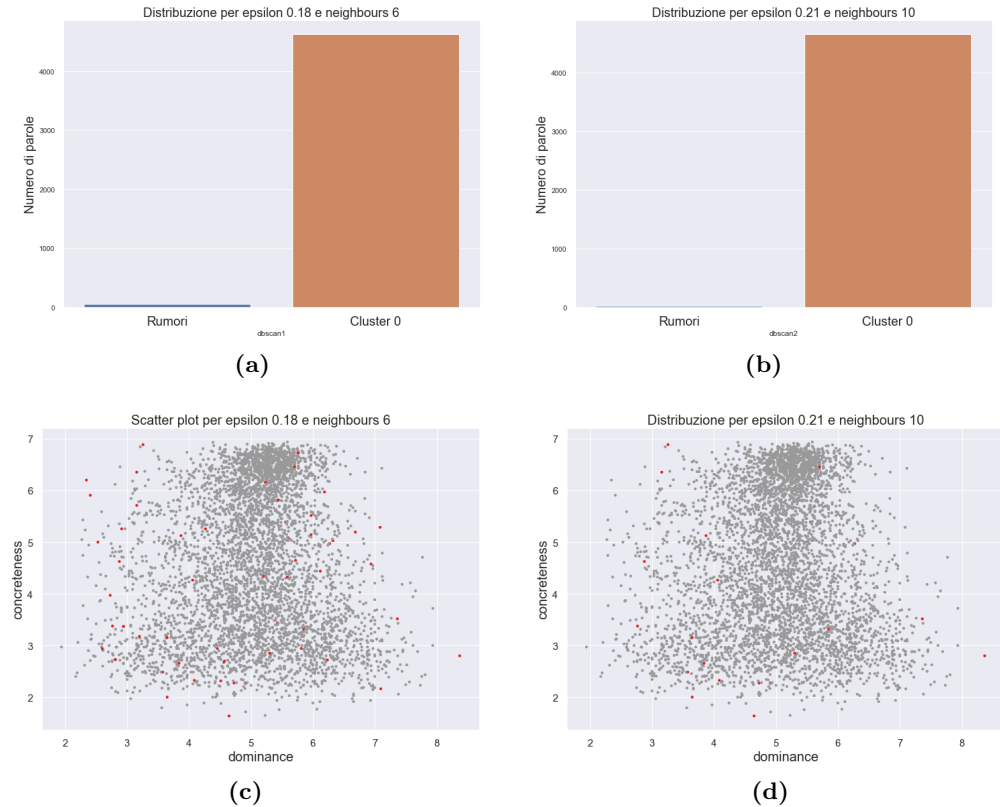 Distribuzione per epsilon 0.18 e neighbours 6
Numero di parole
4000
3000
2000
1000
0
Rumori
Cluster 0
dbscan1
(a)
Distribuzione per epsilon 0.21 e neighbours 10
Numero di parole
4000
3000
2000
1000
0
Rumori
Cluster 0
dbscan2
(b)
Scatter plot per epsilon 0.18 e neighbours 6
concreteness
7
6
5
4
3
2
2 3 4 5 6 7 8
dominance
(c)
Distribuzione per epsilon 0.21 e neighbours 10
concreteness
7
6
5
4
3
2
2 3 4 5 6 7 8
dominance
(d)